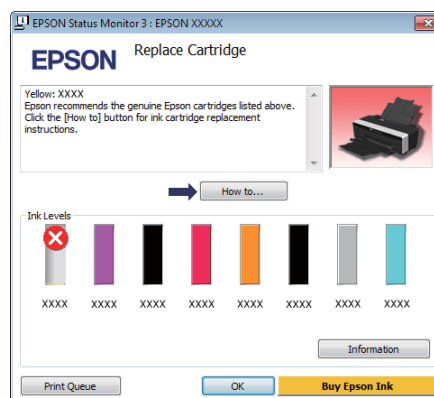 EPSON Status Monitor 3 : EPSON XXXXX
EPSON
Replace Cartridge
Yellow: XXXX
Epson recommends the genuine Epson cartridges listed above.
Click the [How to] button for ink cartridge replacement
instructions.
How to...
Ink Levels
XXXX XXXX XXXX XXXX XXXX XXXX XXXX XXXX
Information
Print Queue OK Buy Epson Ink